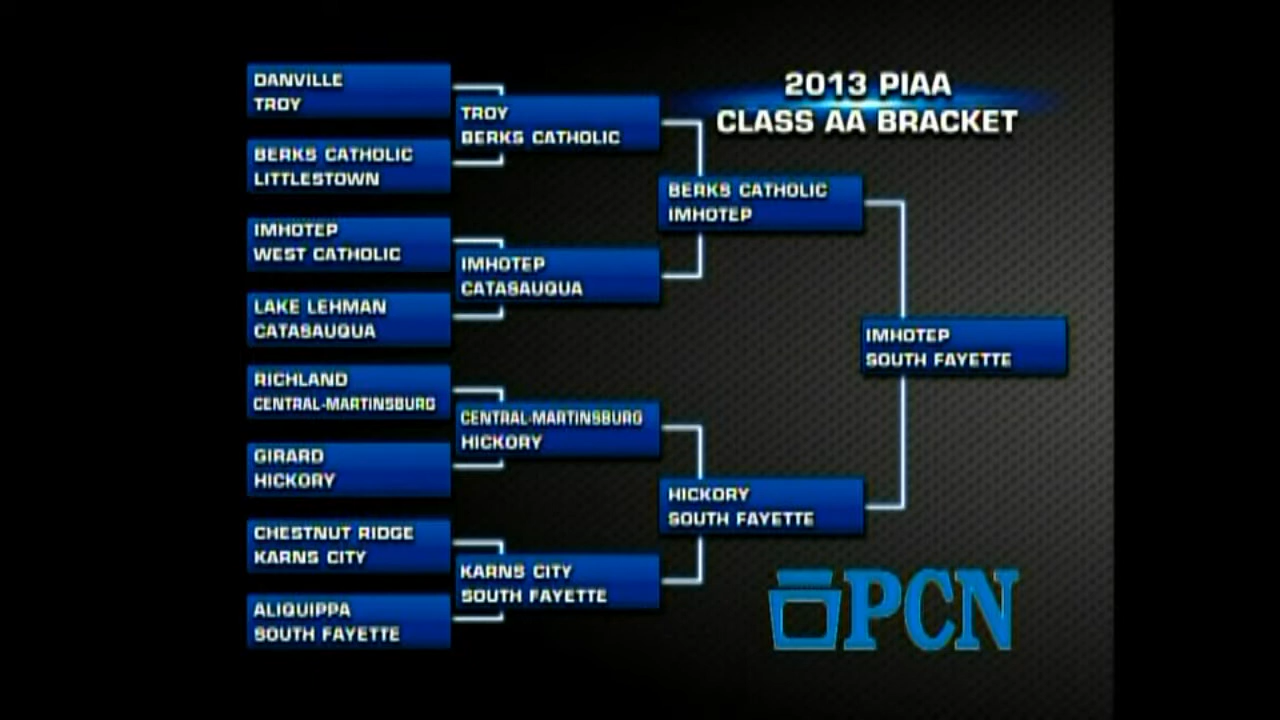 2013 PIAA
CLASS AA BRACKET
DANVILLE
TROY
BERKS CATHOLIC
LITTLESTOWN
IMHOTEP
WEST CATHOLIC
LAKE LEHMAN
CATASAUQUA
RICHLAND
CENTRAL-MARTINSBURG
GIRARD
HICKORY
CHESTNUT RIDGE
KARNS CITY
ALIQUIPPA
SOUTH FAYETTE
TROY
BERKS CATHOLIC
IMHOTEP
CATASAUQUA
CENTRAL-MARTINSBURG
HICKORY
KARNS CITY
SOUTH FAYETTE
BERKS CATHOLIC
IMHOTEP
HICKORY
SOUTH FAYETTE
IMHOTEP
SOUTH FAYETTE
PCN